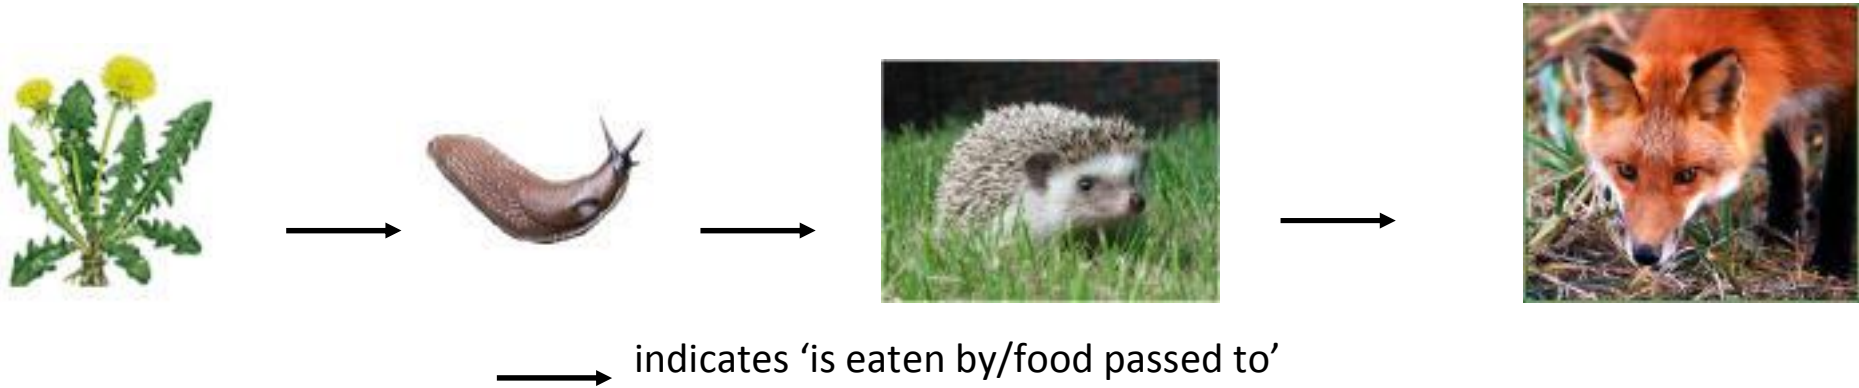 indicates ‘is eaten by/food passed to’